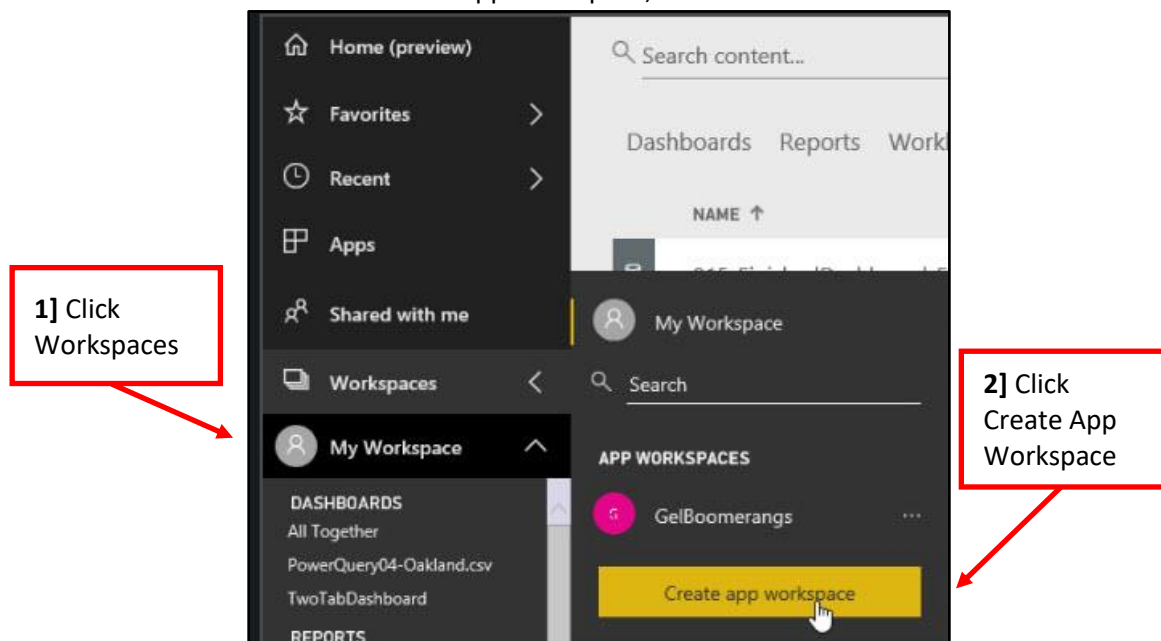 Home (preview)
Search content...
Favorites
Dashboards Reports
Recent
NAME ↑
Apps
1] Click
Workspaces
Shared with me
My Workspace
Workspaces
Search
2] Click
Create App
Workspace
My Workspace
APP WORKSPACES
DASHBOARDS
G
GelBoomerangs
...
All Together
PowerQuery04-Oakland.csv
Create app workspace
TwoTabDashboard
REPORTS